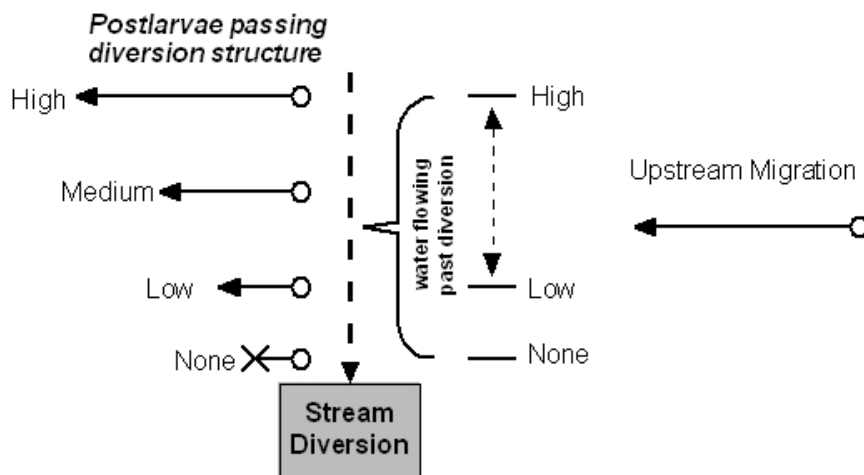 Postlarvae passing
diversion structure
High
Medium
Low
None
water flowing
past diversion
High
Low
None
Upstream Migration
Stream
Diversion